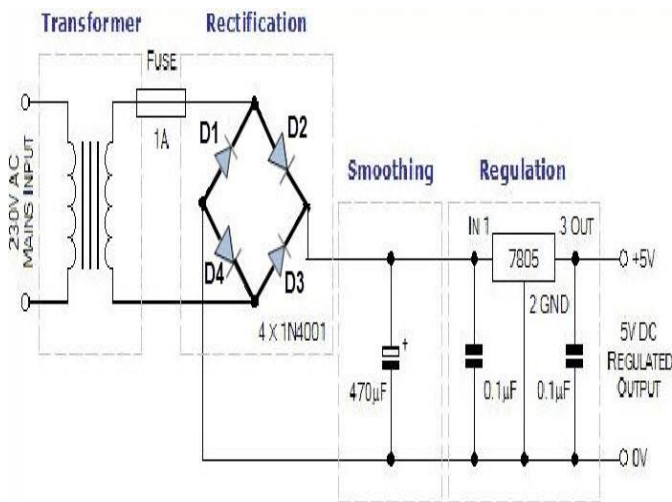 Transformer
Rectification
FUSE
1A
D1
D2
D4
D3
4 X 1N4001
230V AC
MAINS INPUT
Smoothing
Regulation
IN 1
3 OUT
7805
2 GND
+5V
+
470µF
0.1µF
0.1µF
5V DC
REGULATED
OUTPUT
0V